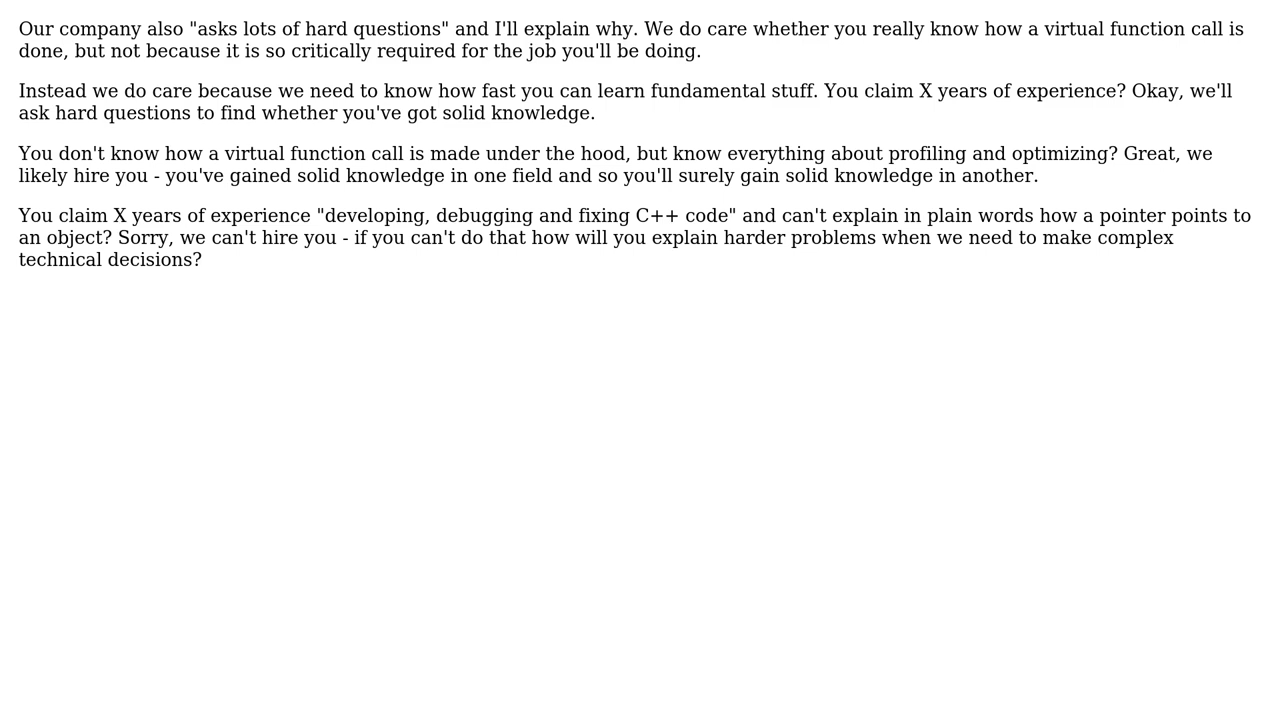 Our company also "asks lots of hard questions" and I'll explain why. We do care whether you really know how a virtual function call is
done, but not because it is so critically required for the job you'll be doing.
Instead we do care because we need to know how fast you can learn fundamental stuff. You claim X years of experience? Okay, we'll
ask hard questions to find whether you've got solid knowledge.
You don't know how a virtual function call is made under the hood, but know everything about profiling and optimizing? Great, we
likely hire you - you've gained solid knowledge in one field and so you'll surely gain solid knowledge in another.
You claim X years of experience "developing, debugging and fixing C++ code" and can't explain in plain words how a pointer points to
an object? Sorry, we can't hire you - if you can't do that how will you explain harder problems when we need to make complex
technical decisions?